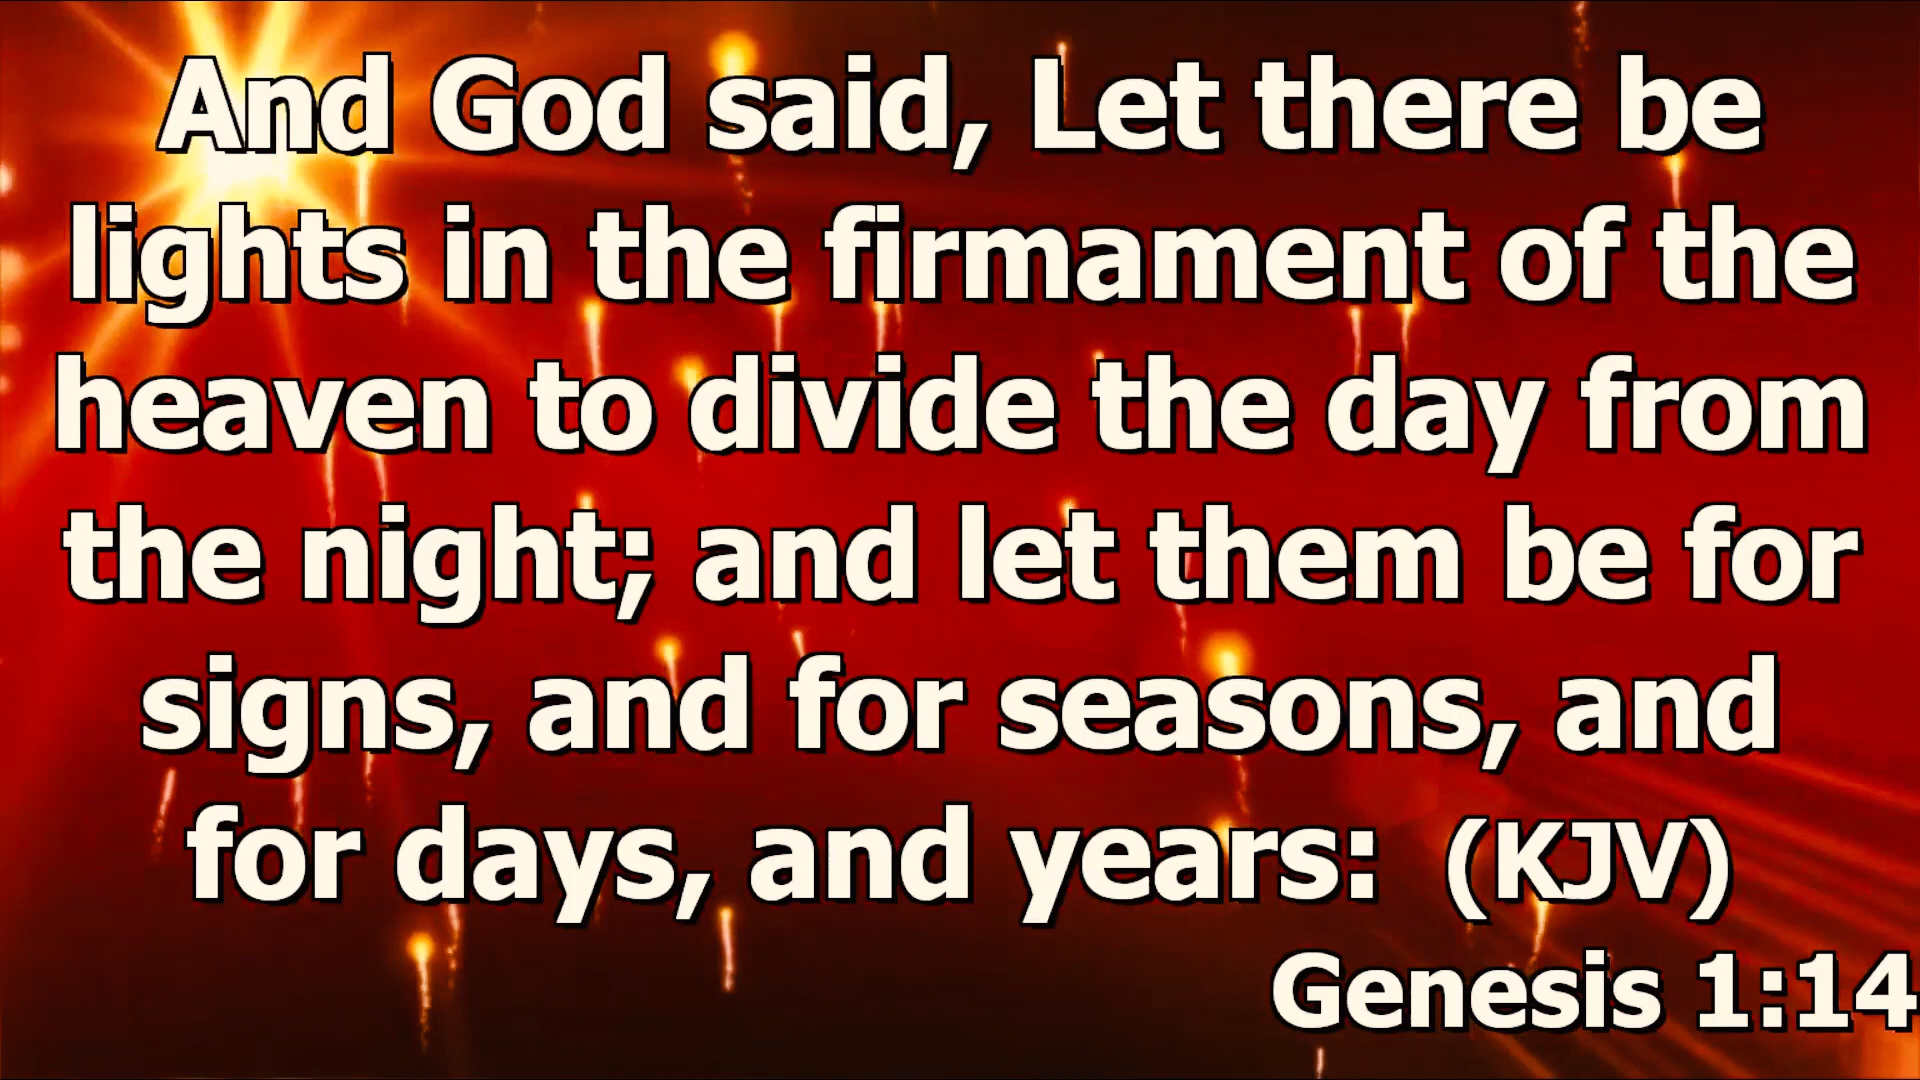 And God said, Let there be
lights in the firmament of the
heaven to divide the day from
the night; and let them be for
signs, and for seasons, and
for days, and years:  (KJV)
Genesis 1:14